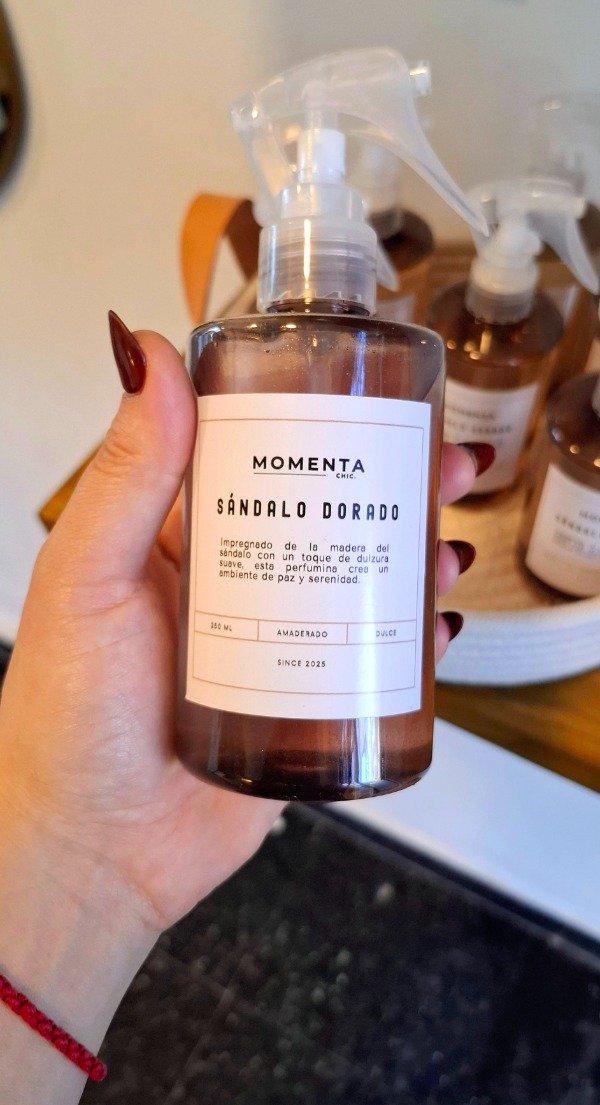 MOMENTA
CHIC.
SÁNDALO DORADO
Impregnado de la madera del
sándalo con un toque de dulzura
suave, esta perfumina crea un
ambiente de paz y serenidad.
250 ML AMADERADO DULCE
SINCE 2025